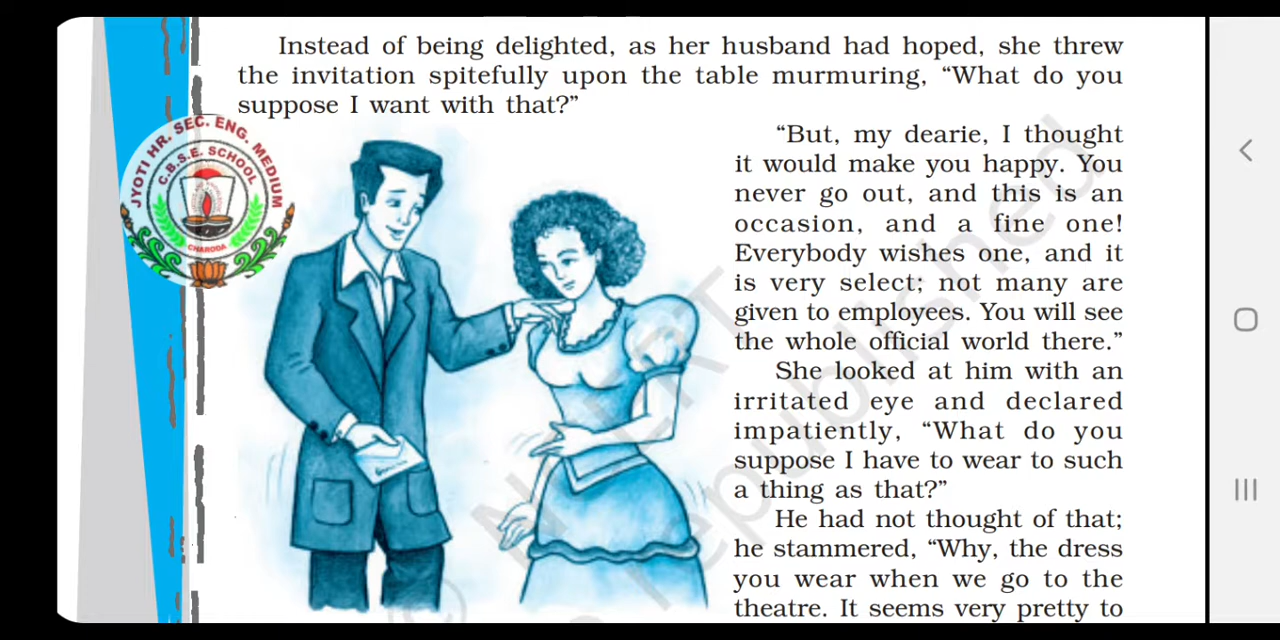 Instead of being delighted, as her husband had hoped, she threw
the invitation spitefully upon the table murmuring, “What do you
suppose I want with that?”
“But, my dearie, I thought
it would make you happy. You
never go out, and this is an
occasion, and a fine one!
Everybody wishes one, and it
is very select; not many are
given to employees. You will see
the whole official world there.”
She looked at him with an
irritated eye and declared
impatiently, “What do you
suppose I have to wear to such
a thing as that?”
He had not thought of that;
he stammered, “Why, the dress
you wear when we go to the
theatre. It seems very pretty to
JYOTI HR. SEC. ENG. MEDIUM
C.B.S.E. SCHOOL
CHARODA
© NCERT
republished